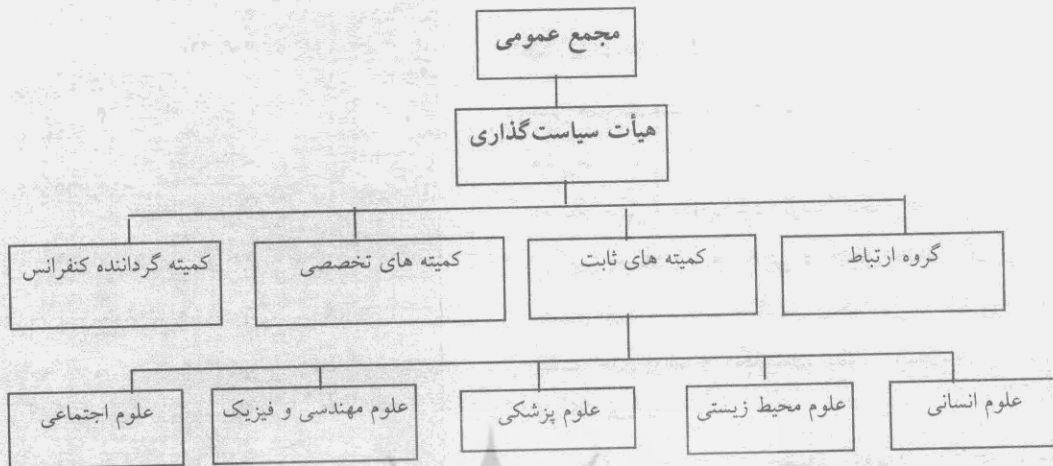 مجمع عمومی
هیأت سیاست‌گذاری
گروه ارتباط
کمیته های ثابت
کمیته های تخصصی
کمیته گرداننده کنفرانس
علوم انسانی
علوم محیط زیستی
علوم پزشکی
علوم مهندسی و فیزیک
علوم اجتماعی